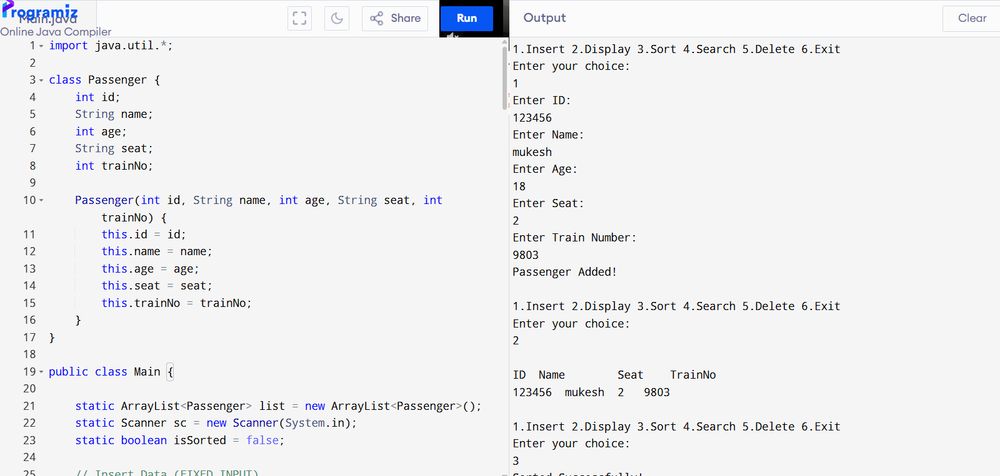 Programiz
Main.java
Online Java Compiler
Share
Run
Output
Clear
1 import java.util.*;
2
3 class Passenger {
4 int id;
5 String name;
6 int age;
7 String seat;
8 int trainNo;
9
10 Passenger(int id, String name, int age, String seat, int
trainNo) {
11 this.id = id;
12 this.name = name;
13 this.age = age;
14 this.seat = seat;
15 this.trainNo = trainNo;
16 }
17 }
18
19 public class Main {
20
21 static ArrayList<Passenger> list = new ArrayList<Passenger>();
22 static Scanner sc = new Scanner(System.in);
23 static boolean isSorted = false;
24
25 // Insert Data (FIXED INPUT)
1.Insert 2.Display 3.Sort 4.Search 5.Delete 6.Exit
Enter your choice:
1
Enter ID:
123456
Enter Name:
mukesh
Enter Age:
18
Enter Seat:
2
Enter Train Number:
9803
Passenger Added!
1.Insert 2.Display 3.Sort 4.Search 5.Delete 6.Exit
Enter your choice:
2
ID Name Seat TrainNo
123456 mukesh 2 9803
1.Insert 2.Display 3.Sort 4.Search 5.Delete 6.Exit
Enter your choice:
3
Sorted Successfully!